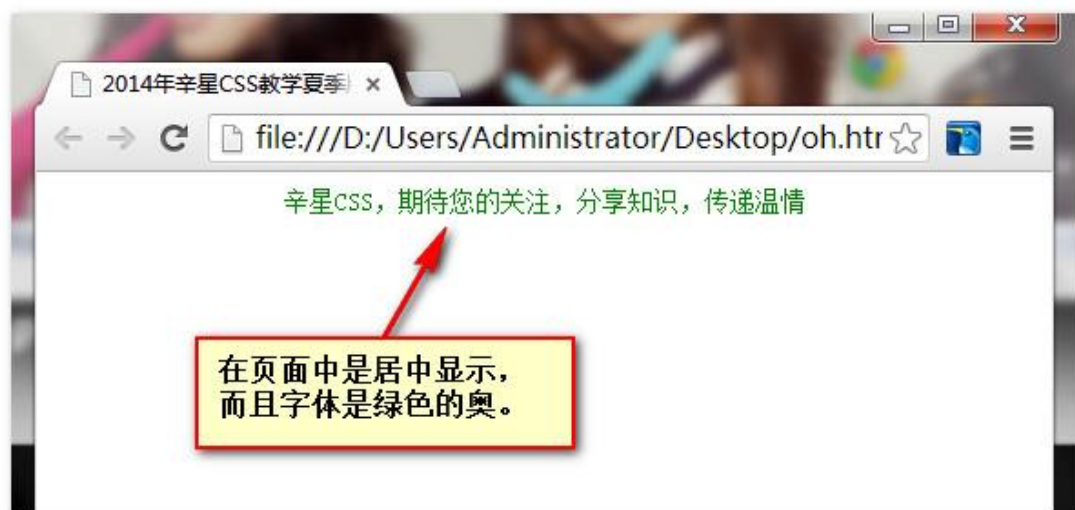 2014年辛星CSS教学夏季
file:///D:/Users/Administrator/Desktop/oh.htr
辛星CSS，期待您的关注，分享知识，传递温情
在页面中是居中显示，
而且字体是绿色的奥。